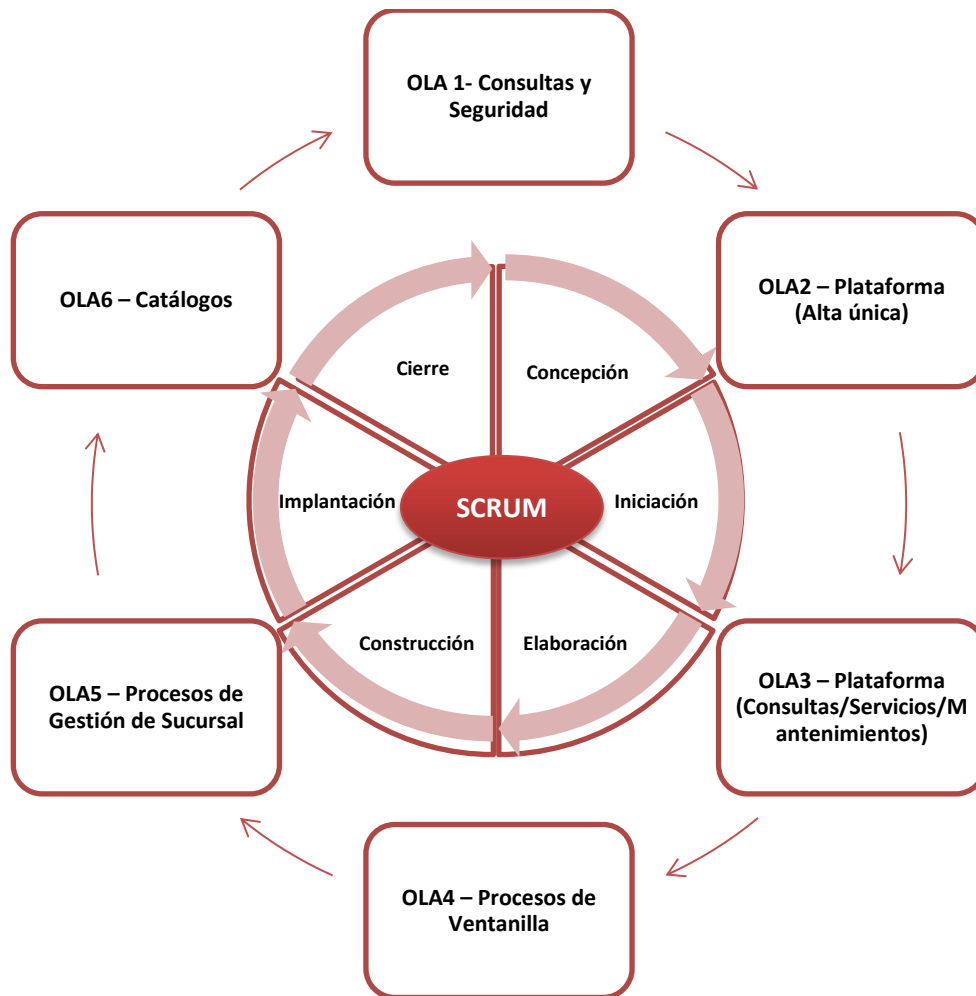 OLA 1- Consultas y
Seguridad
OLA2 – Plataforma
(Alta única)
OLA3 – Plataforma
(Consultas/Servicios/M
antenimientos)
OLA4 – Procesos de
Ventanilla
OLA5 – Procesos de
Gestión de Sucursal
OLA6 – Catálogos
Concepción
Iniciación
Elaboración
Construcción
Implantación
Cierre
SCRUM